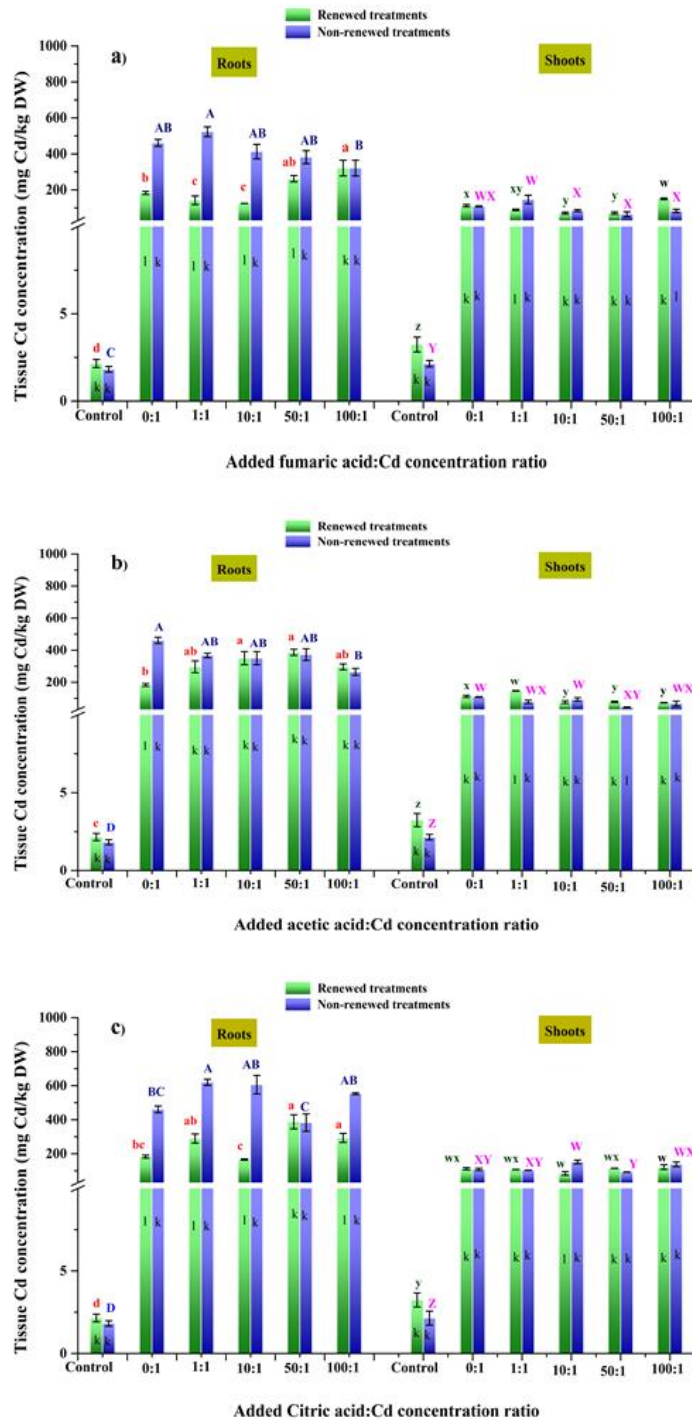 Renewed treatments
Non-renewed treatments
a)
Roots
Shoots
Tissue Cd concentration (mg Cd/kg DW)
1000
800
600
400
200
5
0
AB A AB AB B
b c c ab a
x WX xy W y X y X w X
l k l k l k l k k k
k k l k k k k k k l
d C
z Y
k k
k k
Control 0:1 1:1 10:1 50:1 100:1 Control 0:1 1:1 10:1 50:1 100:1
Added fumaric acid:Cd concentration ratio
Renewed treatments
Non-renewed treatments
b)
Roots
Shoots
Tissue Cd concentration (mg Cd/kg DW)
1000
800
600
400
200
5
0
A AB AB AB B
b ab a a ab
x W w WX y W y XY y WX
l k k k k k k k k k
k k l k k k k l k k
c D
z Z
k k
k k
Control 0:1 1:1 10:1 50:1 100:1 Control 0:1 1:1 10:1 50:1 100:1
Added acetic acid:Cd concentration ratio
Renewed treatments
Non-renewed treatments
c)
Roots
Shoots
Tissue Cd concentration (mg Cd/kg DW)
1000
800
600
400
200
5
0
BC A AB C AB
bc ab c a a
wx XY wx XY w W wx Y w WX
l k l k l k k k l k
k k k k l k k k k k
d D
y Z
k k
k k
Control 0:1 1:1 10:1 50:1 100:1 Control 0:1 1:1 10:1 50:1 100:1
Added Citric acid:Cd concentration ratio